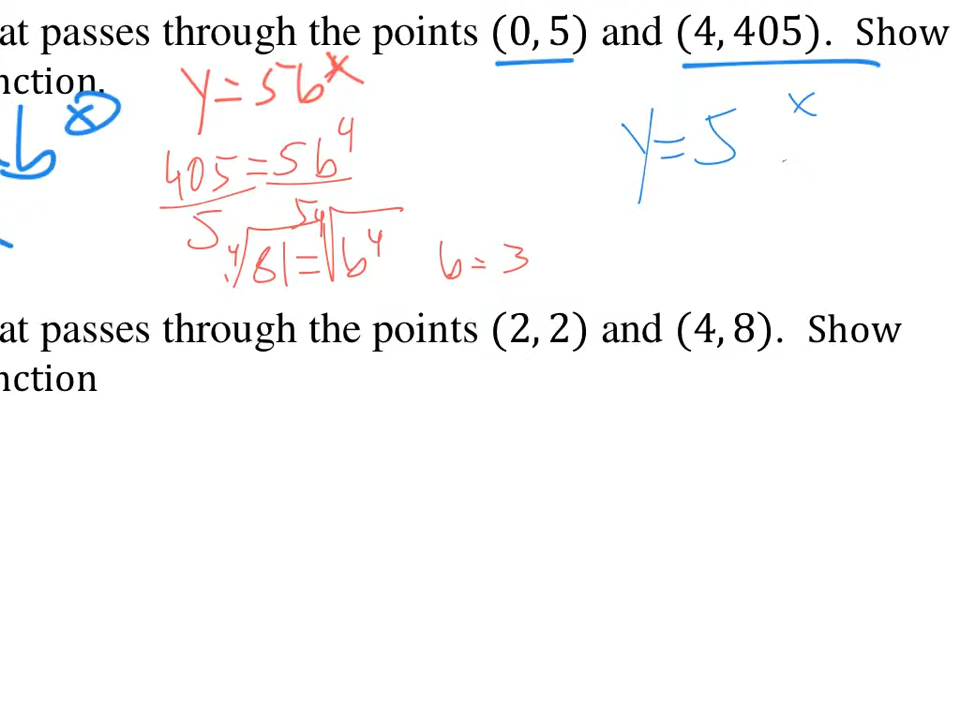 at passes through the points (0, 5) and (4, 405). Show
nction.
b^x
y = 5b^x
405 = 5b^4
5 5
⁴√81 = ⁴√b^4 b = 3
y = 5 ^x
at passes through the points (2, 2) and (4, 8). Show
nction